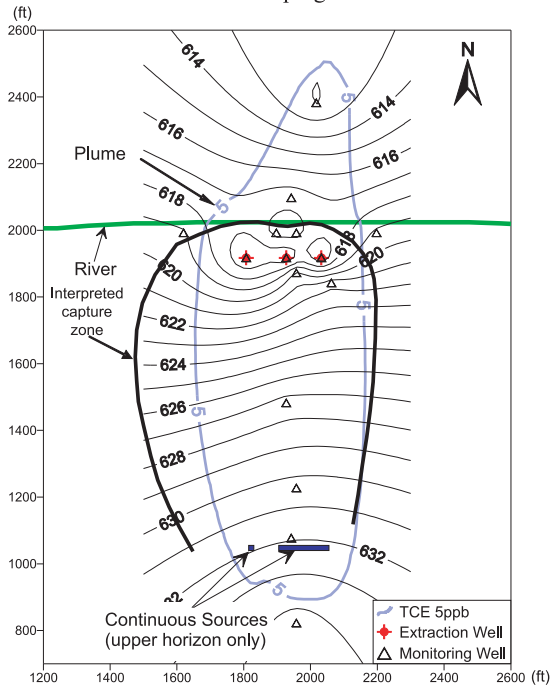 (ft)
2600
614
N
2400
5
614
616
Plume
616
2200
618
5
2000
618
River
620
620
Interpreted
capture
zone
1800
5
622
624
1600
626
5
1400
628
1200
630
632
1000
5
Continuous Sources
(upper horizon only)
TCE 5ppb
Extraction Well
Monitoring Well
800
1200
1400
1600
1800
2000
2200
2400
2600
(ft)